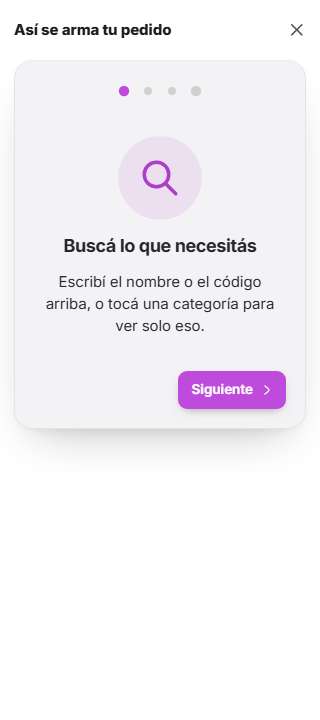 Así se arma tu pedido
Buscá lo que necesitás
Escribí el nombre o el código
arriba, o tocá una categoría para
ver solo eso.
Siguiente